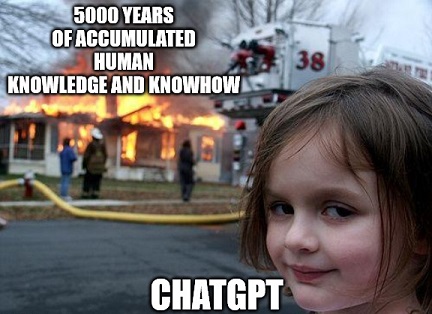 5000 YEARS
OF ACCUMULATED
HUMAN
KNOWLEDGE AND KNOWHOW
38
CHATGPT